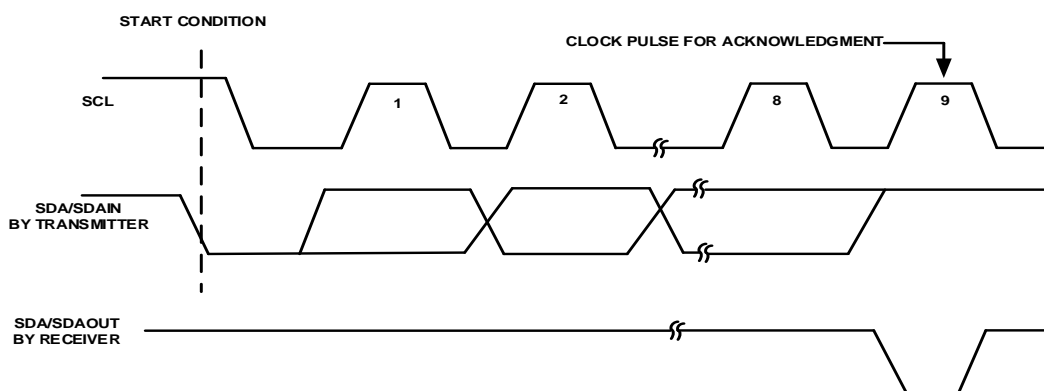 START CONDITION
CLOCK PULSE FOR ACKNOWLEDGMENT
SCL
1
2
8
9
SDA/SDAIN
BY TRANSMITTER
SDA/SDAOUT
BY RECEIVER